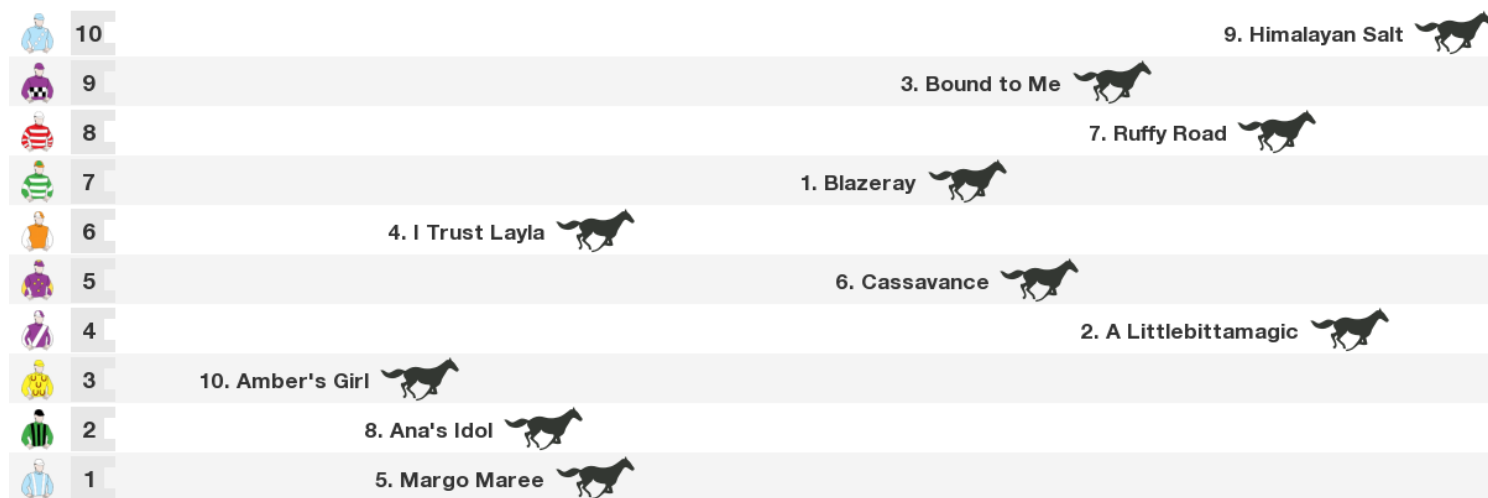 10 9. Himalayan Salt
9 3. Bound to Me
8 7. Ruffy Road
7 1. Blazeray
6 4. I Trust Layla
5 6. Cassavance
4 2. A Littlebittamagic
3 10. Amber's Girl
2 8. Ana's Idol
1 5. Margo Maree